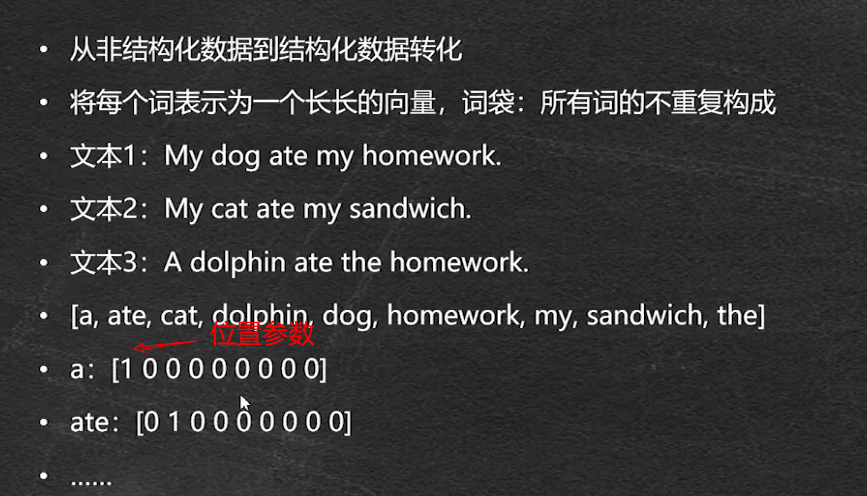 • 从非结构化数据到结构化数据转化
• 将每个词表示为一个长长的向量，词袋：所有词的不重复构成
• 文本1：My dog ate my homework.
• 文本2：My cat ate my sandwich.
• 文本3：A dolphin ate the homework.
• [a, ate, cat, dolphin, dog, homework, my, sandwich, the]
位置参数
• a：[1 0 0 0 0 0 0 0 0]
• ate：[0 1 0 0 0 0 0 0 0]
• ......